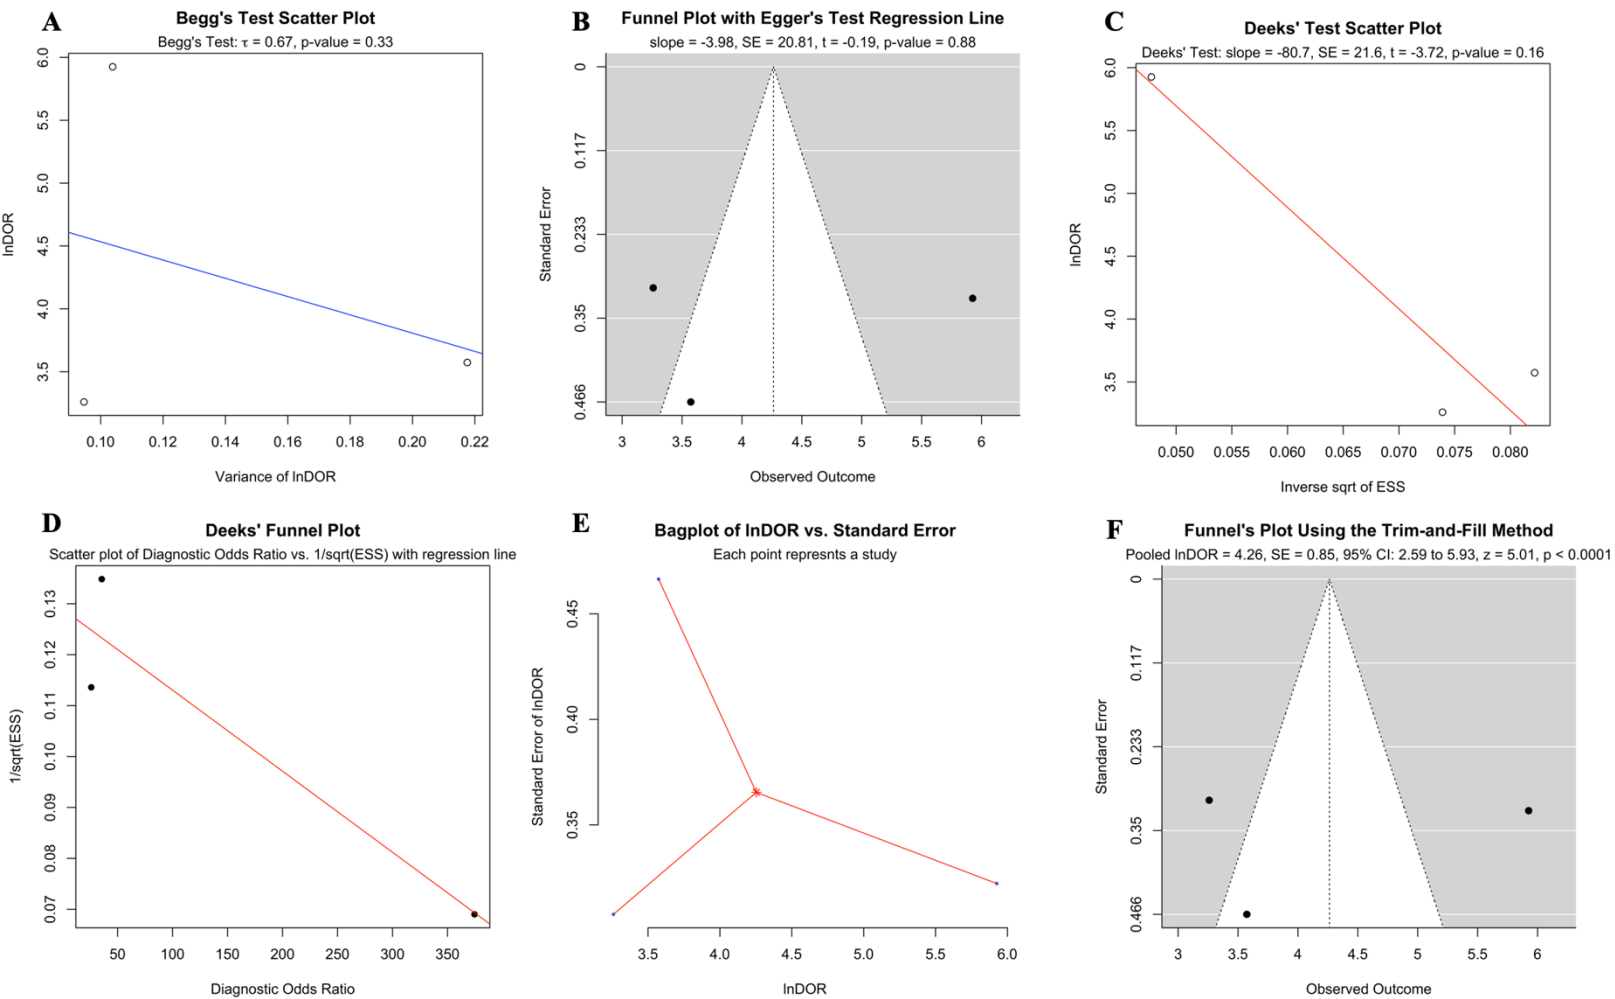 A
Begg's Test Scatter Plot
Begg's Test: τ = 0.67, p-value = 0.33
lnDOR
6.0
5.5
5.0
4.5
4.0
3.5
0.10 0.12 0.14 0.16 0.18 0.20 0.22
Variance of lnDOR
B
Funnel Plot with Egger's Test Regression Line
slope = -3.98, SE = 20.81, t = -0.19, p-value = 0.88
Standard Error
0
0.117
0.233
0.35
0.466
3 3.5 4 4.5 5 5.5 6
Observed Outcome
C
Deeks' Test Scatter Plot
Deeks' Test: slope = -80.7, SE = 21.6, t = -3.72, p-value = 0.16
lnDOR
6.0
5.5
5.0
4.5
4.0
3.5
0.050 0.055 0.060 0.065 0.070 0.075 0.080
Inverse sqrt of ESS
D
Deeks' Funnel Plot
Scatter plot of Diagnostic Odds Ratio vs. 1/sqrt(ESS) with regression line
1/sqrt(ESS)
0.13
0.12
0.11
0.10
0.09
0.08
0.07
50 100 150 200 250 300 350
Diagnostic Odds Ratio
E
Bagplot of lnDOR vs. Standard Error
Each point represnts a study
Standard Error of lnDOR
0.45
0.40
0.35
3.5 4.0 4.5 5.0 5.5 6.0
lnDOR
F
Funnel's Plot Using the Trim-and-Fill Method
Pooled lnDOR = 4.26, SE = 0.85, 95% CI: 2.59 to 5.93, z = 5.01, p < 0.0001
Standard Error
0
0.117
0.233
0.35
0.466
3 3.5 4 4.5 5 5.5 6
Observed Outcome